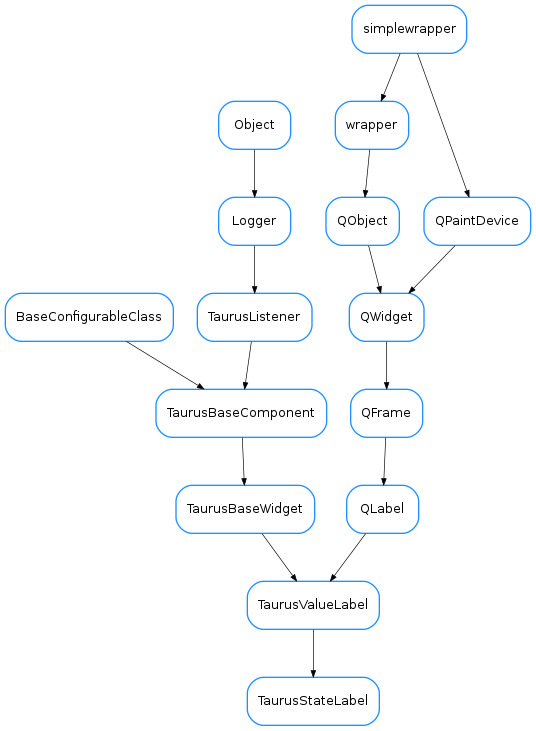 simplewrapper
Object
wrapper
Logger
QObject
QPaintDevice
BaseConfigurableClass
TaurusListener
QWidget
TaurusBaseComponent
QFrame
TaurusBaseWidget
QLabel
TaurusValueLabel
TaurusStateLabel